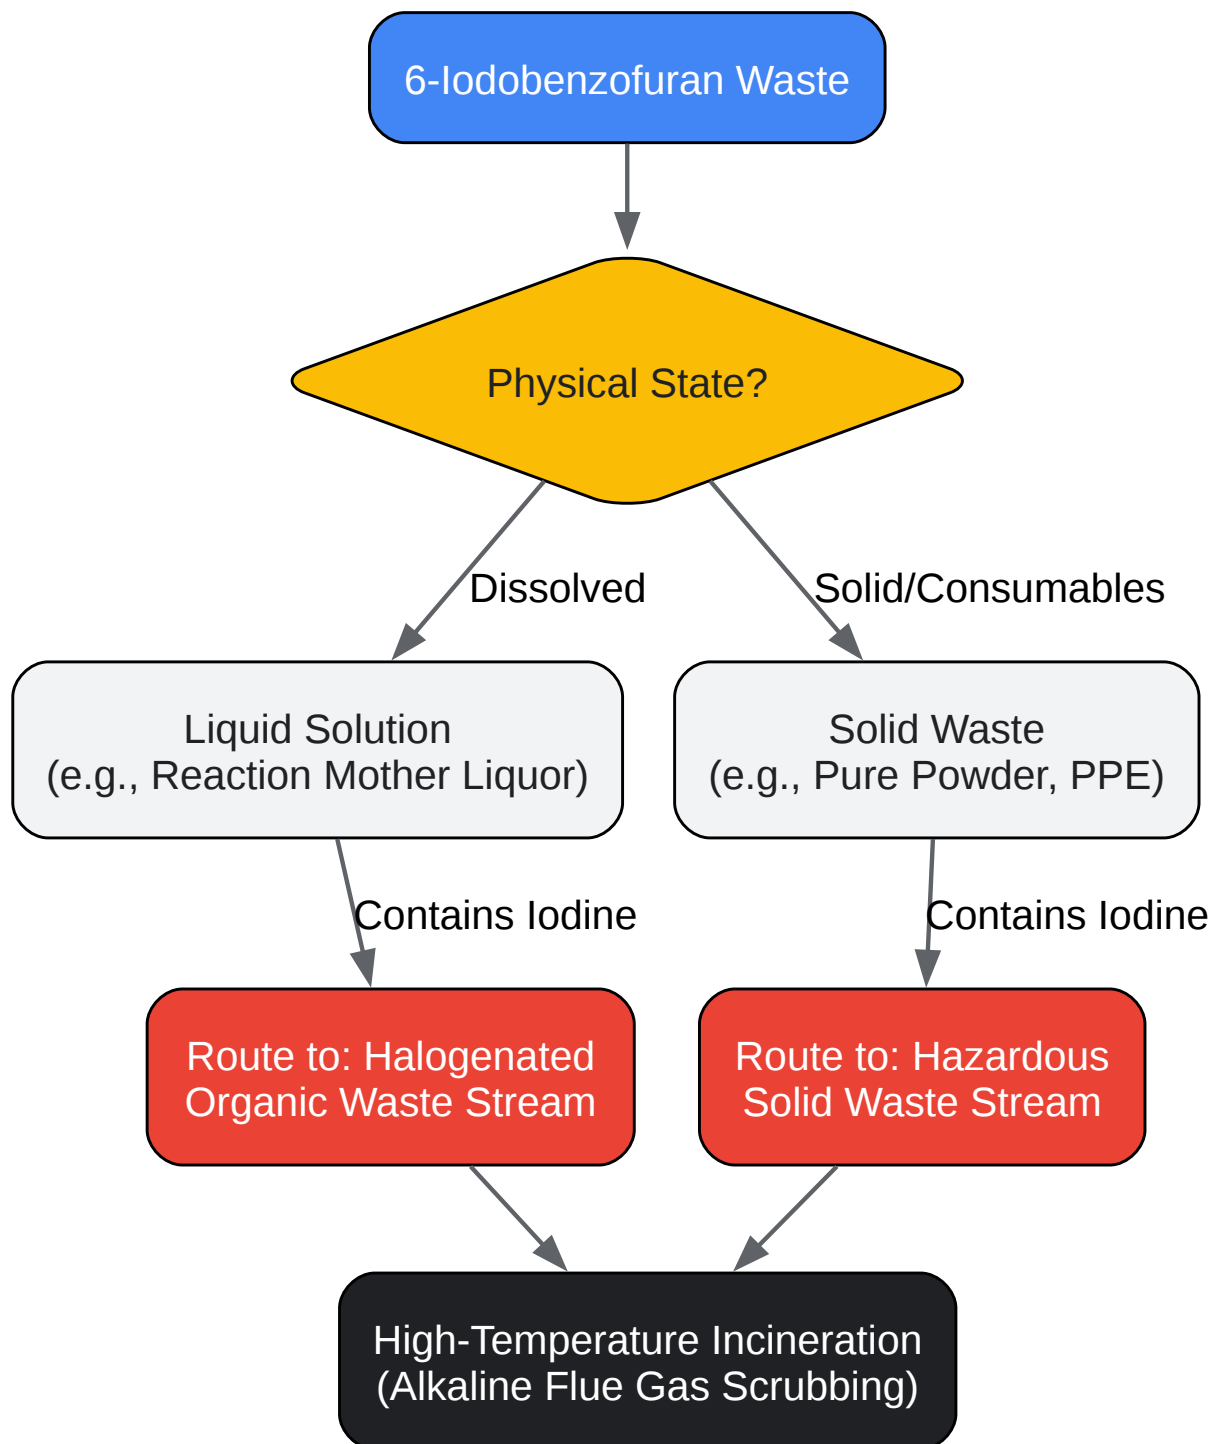 6-Iodobenzofuran Waste
Physical State?
Dissolved
Solid/Consumables
Liquid Solution
(e.g., Reaction Mother Liquor)
Solid Waste
(e.g., Pure Powder, PPE)
Contains Iodine
Contains Iodine
Route to: Halogenated
Organic Waste Stream
Route to: Hazardous
Solid Waste Stream
High-Temperature Incineration
(Alkaline Flue Gas Scrubbing)